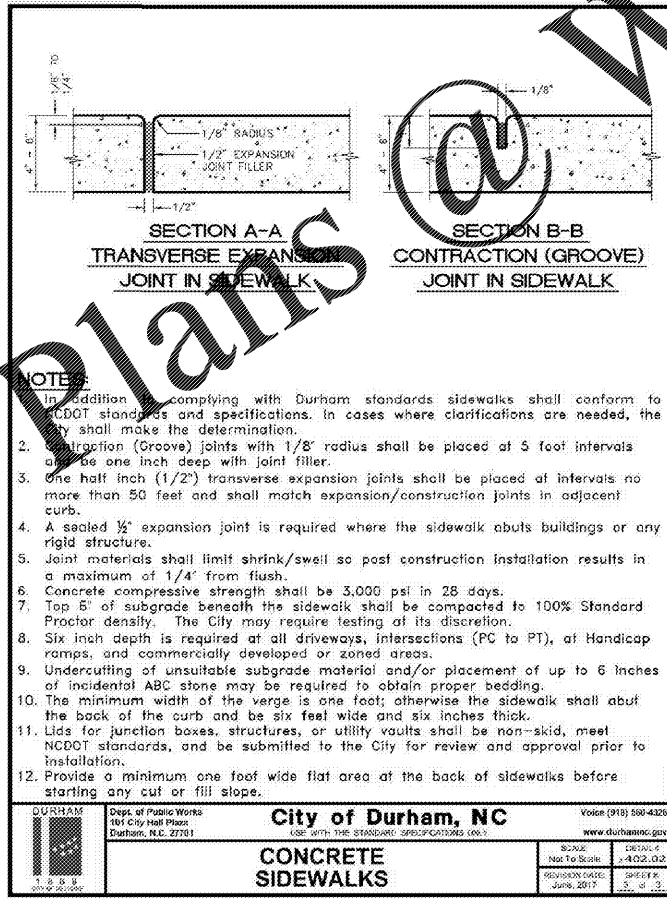 Plans @ W
1/8" TO
1/4"
1/8"
4" - 6"
1/8" RADIUS
1/2" EXPANSION
JOINT FILLER
4" - 6"
1/2"
SECTION A-A
TRANSVERSE EXPANSION
JOINT IN SIDEWALK
SECTION B-B
CONTRACTION (GROOVE)
JOINT IN SIDEWALK
NOTES:
In addition complying with Durham standards sidewalks shall conform to
NCDOT standards and specifications. In cases where clarifications are needed, the
City shall make the determination.
2. Contraction (Groove) joints with 1/8" radius shall be placed at 5 foot intervals
and be one inch deep with joint filler.
3. One half inch (1/2") transverse expansion joints shall be placed at intervals no
more than 50 feet and shall match expansion/construction joints in adjacent
curb.
4. A sealed ½" expansion joint is required where the sidewalk abuts buildings or any
rigid structure.
5. Joint materials shall limit shrink/swell so post construction installation results in
a maximum of 1/4" from flush.
6. Concrete compressive strength shall be 3,000 psi in 28 days.
7. Top 6" of subgrade beneath the sidewalk shall be compacted to 100% Standard
Proctor density. The City may require testing at its discretion.
8. Six inch depth is required at all driveways, intersections (PC to PT), at Handicap
ramps, and commercially developed or zoned areas.
9. Undercutting of unsuitable subgrade material and/or placement of up to 6 inches
of incidental ABC stone may be required to obtain proper bedding.
10. The minimum width of the verge is one foot; otherwise the sidewalk shall abut
the back of the curb and be six feet wide and six inches thick.
11. Lids for junction boxes, structures, or utility vaults shall be non-skid, meet
NCDOT standards, and be submitted to the City for review and approval prior to
installation.
12. Provide a minimum one foot wide flat area at the back of sidewalks before
starting any cut or fill slope.
DURHAM
1869
CITY OF MEDICINE
Dept. of Public Works
101 City Hall Plaza
Durham, N.C. 27701
City of Durham, NC
USE WITH THE STANDARD SPECIFICATIONS ONLY
Voice (919) 560-4326
www.durhamnc.gov
CONCRETE
SIDEWALKS
SCALE
Not To Scale
DETAIL #
402.02
REVISION DATE:
June, 2017
SHEET #
3 of 3